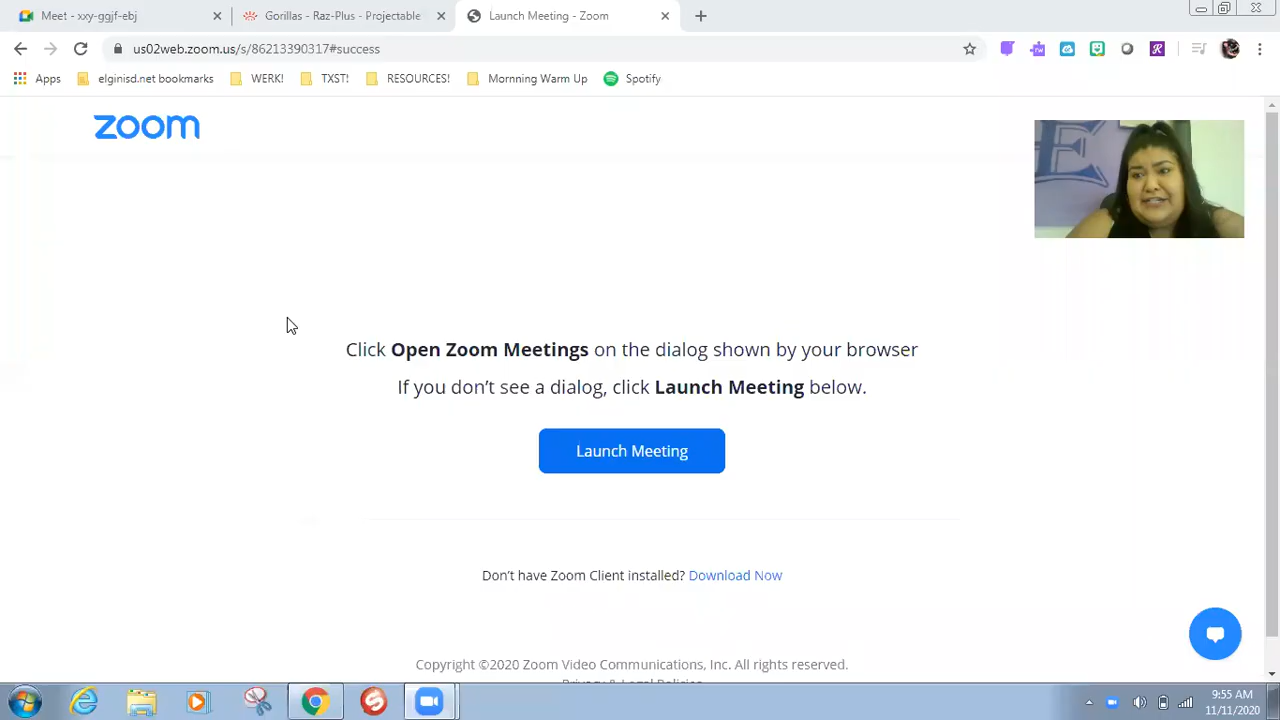 Meet - xxy-ggjf-ebj
Gorillas - Raz-Plus - Projectable
Launch Meeting - Zoom
us02web.zoom.us/s/86213390317#success
Apps
elginisd.net bookmarks
WERK!
TXST!
RESOURCES!
Mornning Warm Up
Spotify
zoom
E
Click Open Zoom Meetings on the dialog shown by your browser
If you don't see a dialog, click Launch Meeting below.
Launch Meeting
Don't have Zoom Client installed? Download Now
Copyright ©2020 Zoom Video Communications, Inc. All rights reserved.
Privacy & Legal Policies
9:55 AM
11/11/2020